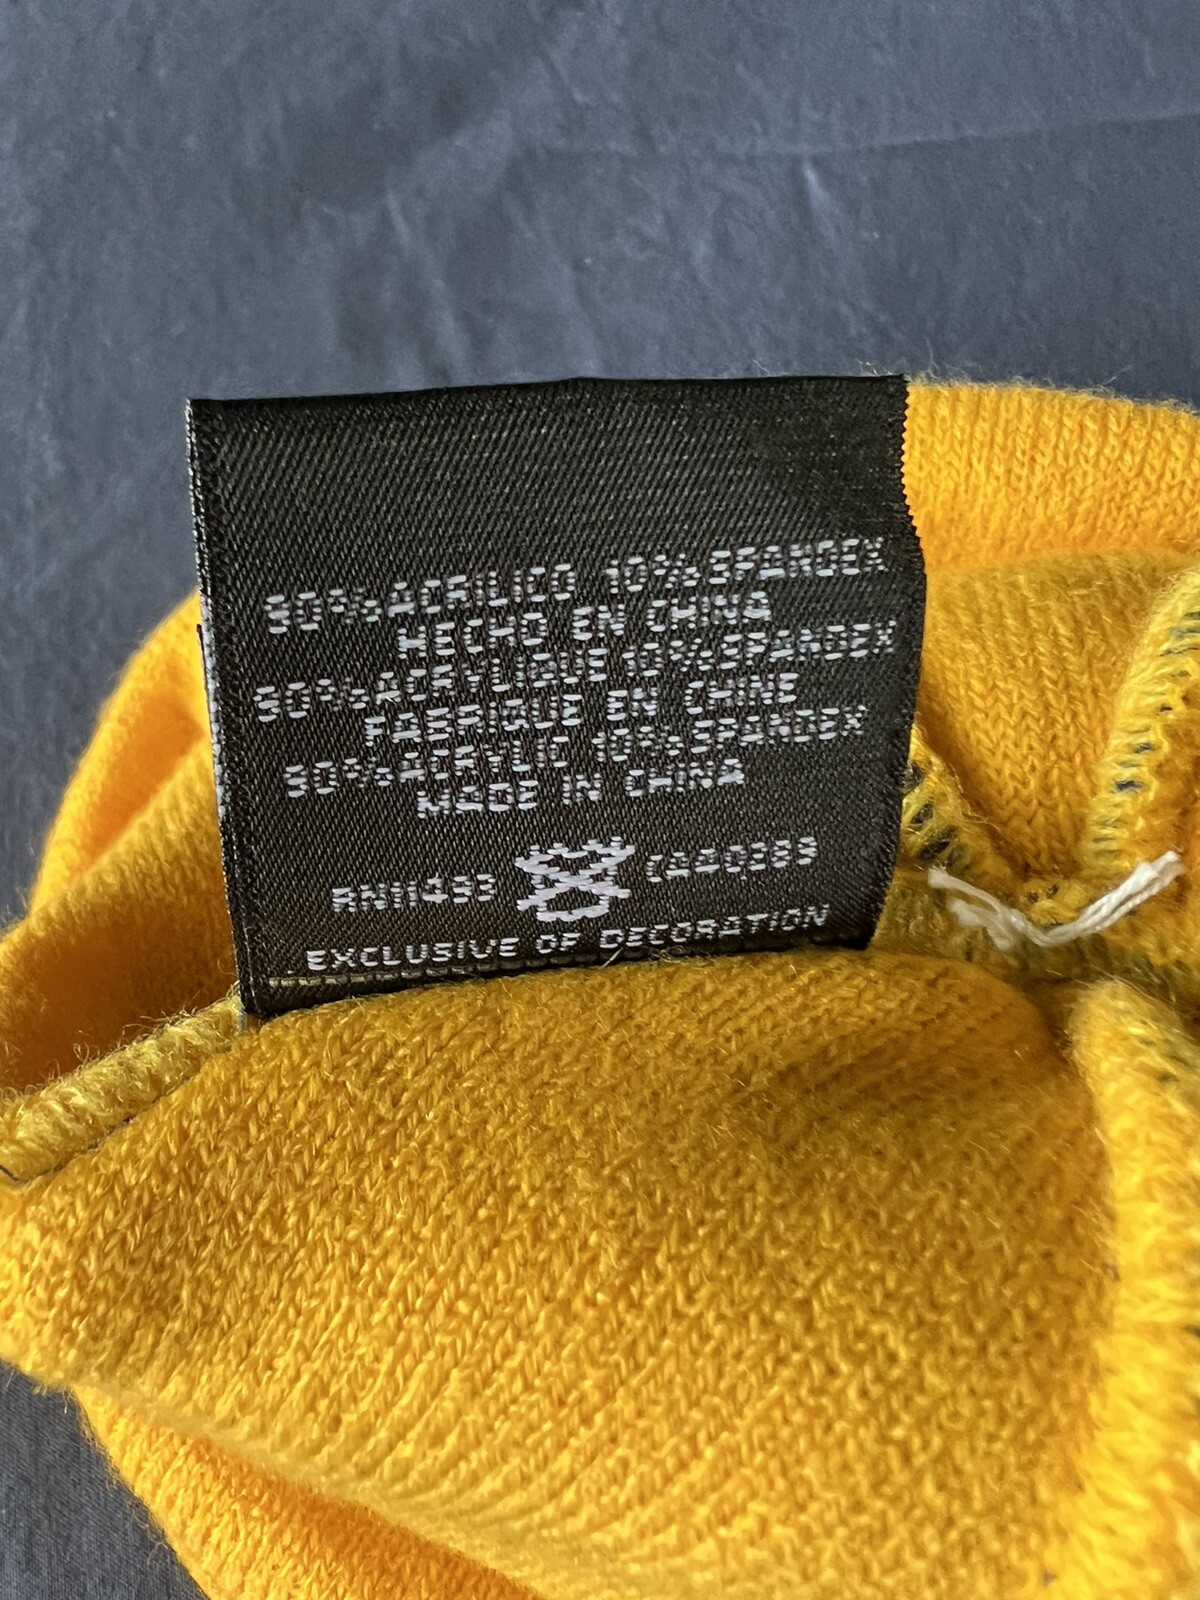 90%ACRILICO 10%SPANDEX
HECHO EN CHINA
90%ACRYLIQUE 10%SPANDEX
FABRIQUE EN CHINE
90%ACRYLIC 10%SPANDEX
MADE IN CHINA
RN11493 CA40389
EXCLUSIVE OF DECORATION